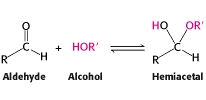 O HO OR′
C + HOR′ ⇌ C
R H R H
Aldehyde Alcohol Hemiacetal